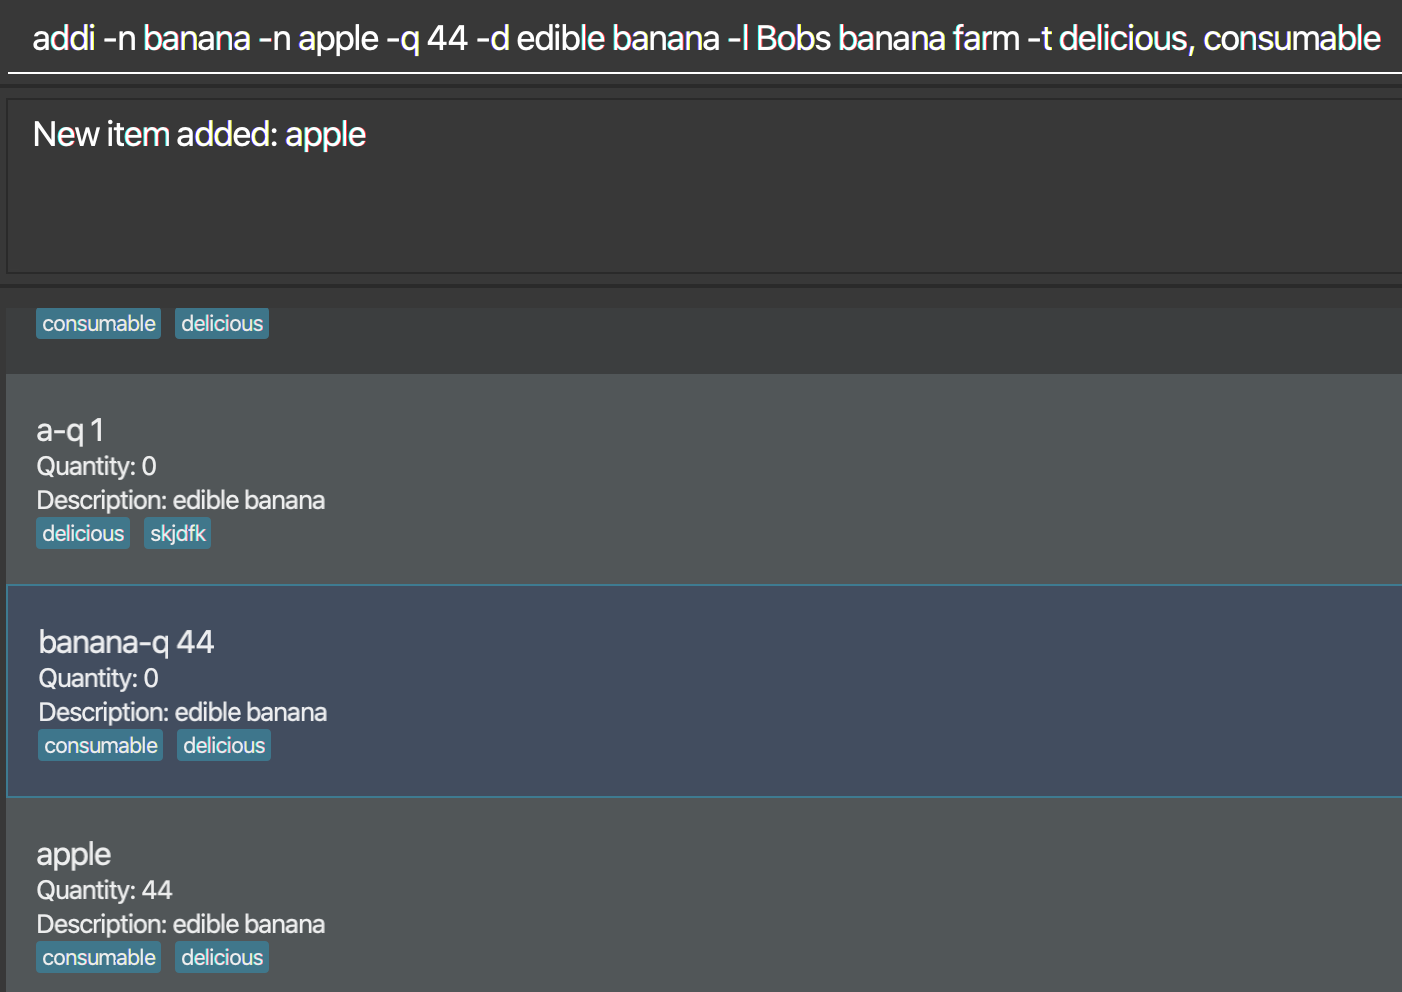 addi -n banana -n apple -q 44 -d edible banana -l Bobs banana farm -t delicious, consumable
New item added: apple
consumable delicious
a-q 1
Quantity: 0
Description: edible banana
delicious skjdfk
banana-q 44
Quantity: 0
Description: edible banana
consumable delicious
apple
Quantity: 44
Description: edible banana
consumable delicious